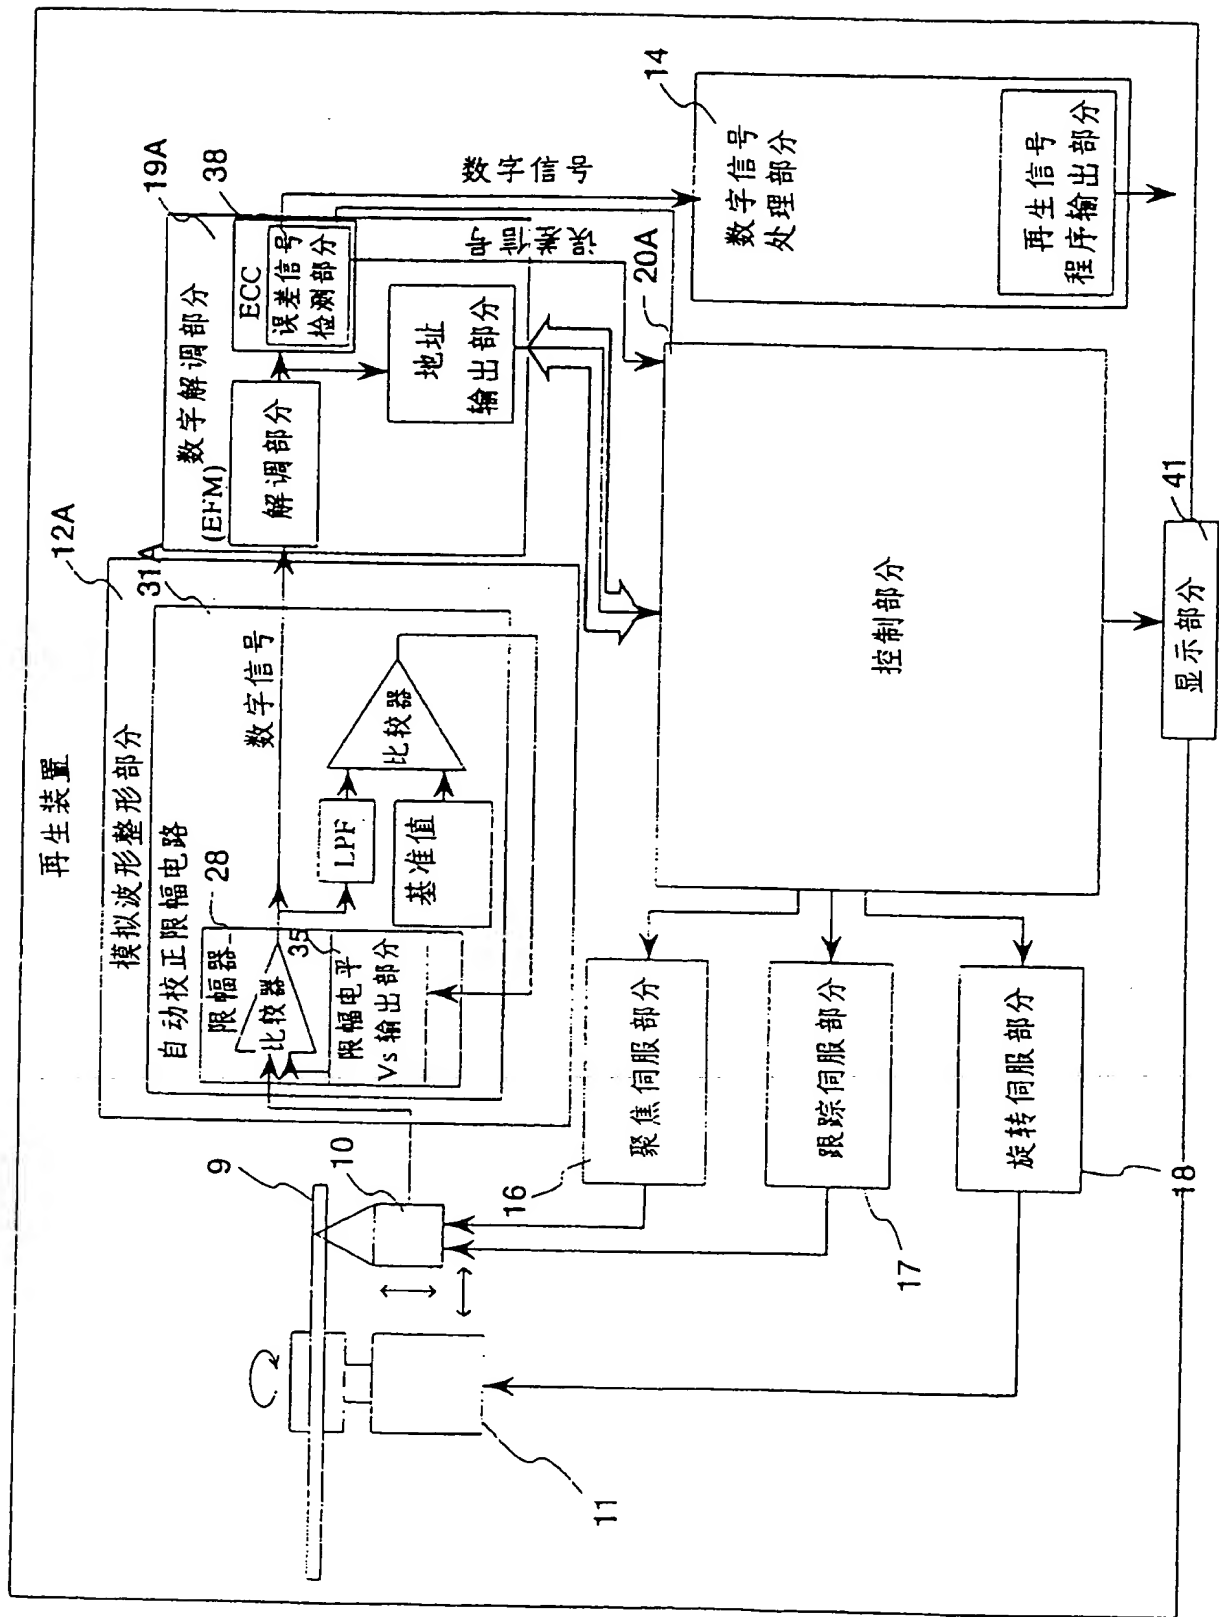 再生装置
模拟波形整形部分
12A
自动校正限幅电路
31
限幅器
28
比较器
35
限幅电平
Vs输出部分
数字信号
LPF
基准值
比较器
数字解调部分
(EFM)
19A
解调部分
ECC
38
误差信号
检测部分
地址
输出部分
误差信号
数字信号
20A
14
数字信号
处理部分
再生信号
程序输出部分
控制部分
显示部分
41
9
10
11
16
聚焦伺服部分
跟踪伺服部分
17
旋转伺服部分
18